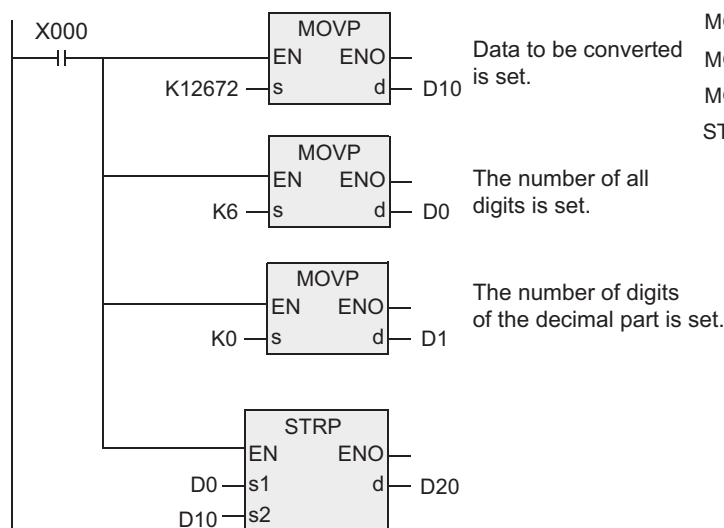 X000
MOVP
EN ENO
K12672 s d D10
Data to be converted
is set.
MOVP
EN ENO
K6 s d D0
The number of all
digits is set.
MOVP
EN ENO
K0 s d D1
The number of digits
of the decimal part is set.
STRP
EN ENO
D0 s1 d D20
D10 s2